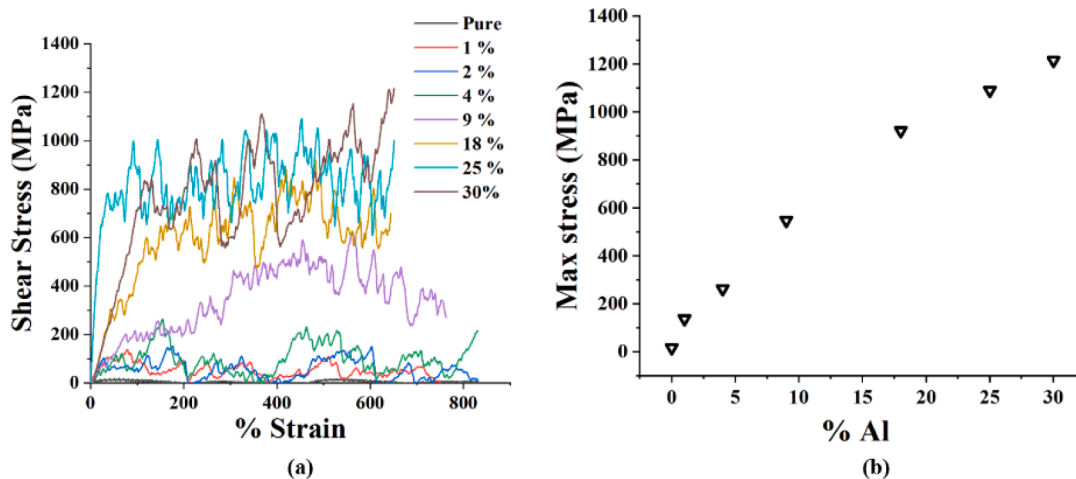 Pure
1 %
2 %
4 %
9 %
18 %
25 %
30%
Shear Stress (MPa)
1400
1200
1000
800
600
400
200
0
0 200 400 600 800
% Strain
(a)
Max stress (MPa)
1400
1200
1000
800
600
400
200
0
0 5 10 15 20 25 30
% Al
(b)